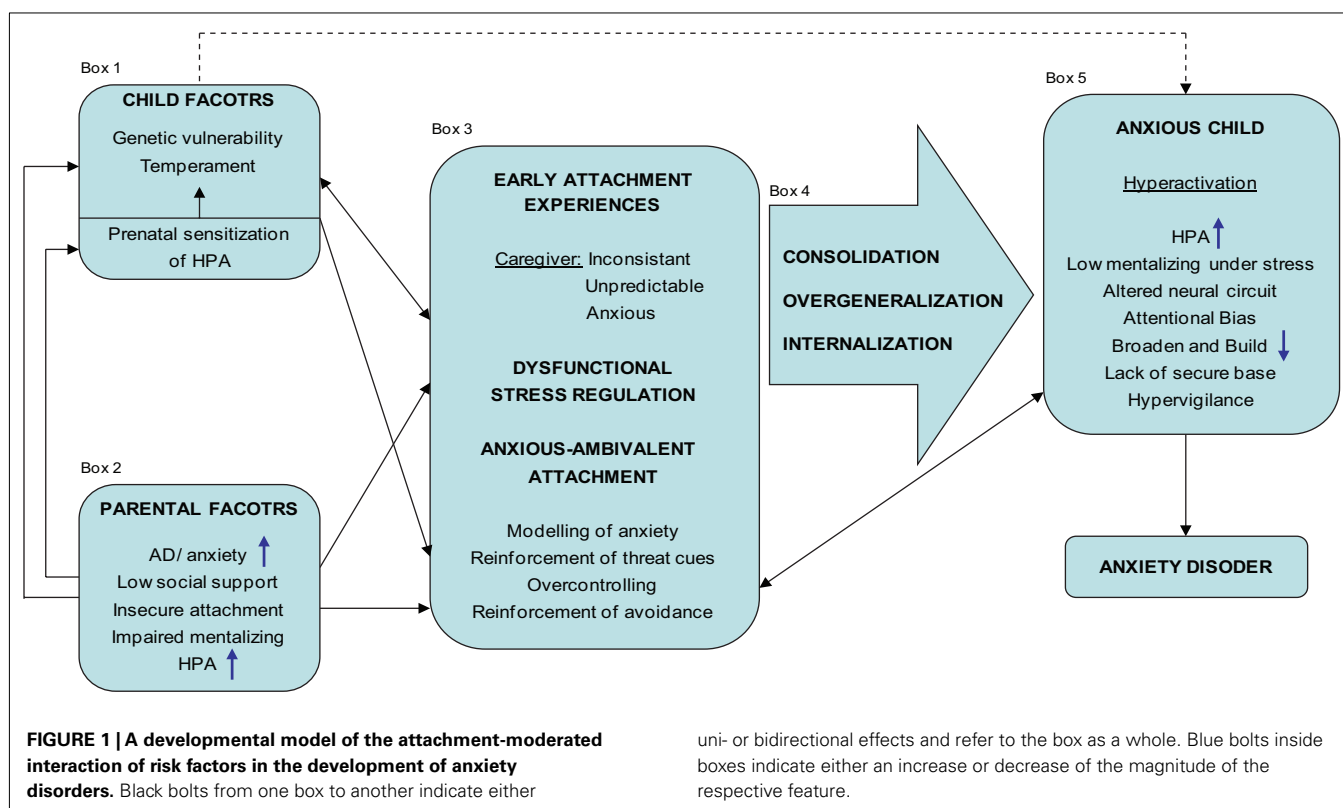 Box 1
CHILD FACOTRS
Genetic vulnerability
Temperament
Prenatal sensitization
of HPA
Box 2
PARENTAL FACOTRS
AD/ anxiety
Low social support
Insecure attachment
Impaired mentalizing
HPA
Box 3
EARLY ATTACHMENT
EXPERIENCES
Caregiver: Inconsistant
Unpredictable
Anxious
DYSFUNCTIONAL
STRESS REGULATION
ANXIOUS-AMBIVALENT
ATTACHMENT
Modelling of anxiety
Reinforcement of threat cues
Overcontrolling
Reinforcement of avoidance
Box 4
CONSOLIDATION
OVERGENERALIZATION
INTERNALIZATION
Box 5
ANXIOUS CHILD
Hyperactivation
HPA
Low mentalizing under stress
Altered neural circuit
Attentional Bias
Broaden and Build
Lack of secure base
Hypervigilance
ANXIETY DISODER
FIGURE 1 | A developmental model of the attachment-moderated
interaction of risk factors in the development of anxiety
disorders. Black bolts from one box to another indicate either
uni- or bidirectional effects and refer to the box as a whole. Blue bolts inside
boxes indicate either an increase or decrease of the magnitude of the
respective feature.